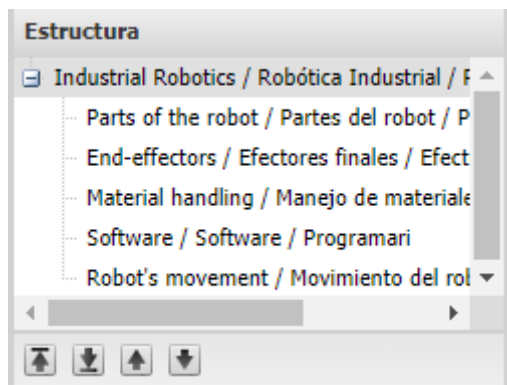 Estructura
Industrial Robotics / Robótica Industrial /
Parts of the robot / Partes del robot /
End-effectors / Efectores finales /
Material handling / Manejo de
Software / Software / Programari
Robot's movement / Movimiento del